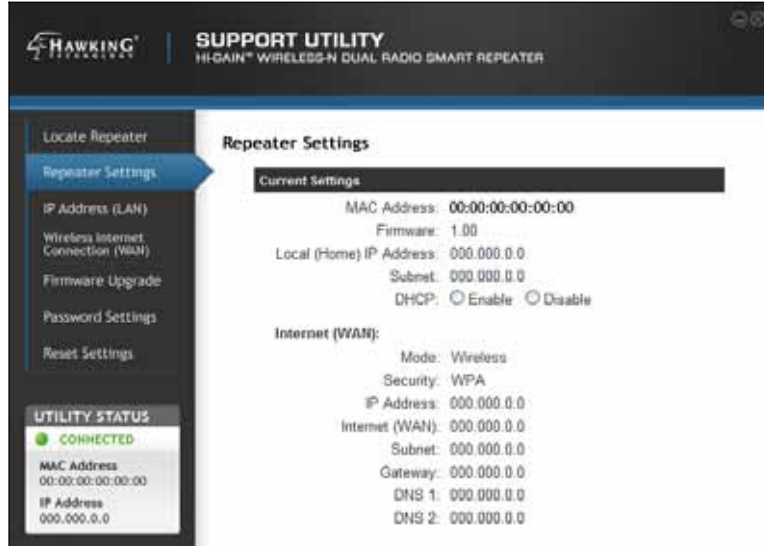 HAWKING
TECHNOLOGY
SUPPORT UTILITY
HI-GAIN™ WIRELESS-N DUAL RADIO SMART REPEATER
Locate Repeater
Repeater Settings
IP Address (LAN)
Wireless Internet
Connection (WAN)
Firmware Upgrade
Password Settings
Reset Settings
UTILITY STATUS
CONNECTED
MAC Address
00:00:00:00:00:00
IP Address
000.000.0.0
Repeater Settings
Current Settings
MAC Address: 00:00:00:00:00:00
Firmware: 1.00
Local (Home) IP Address: 000.000.0.0
Subnet: 000.000.0.0
DHCP: Enable Disable
Internet (WAN):
Mode: Wireless
Security: WPA
IP Address: 000.000.0.0
Internet (WAN): 000.000.0.0
Subnet: 000.000.0.0
Gateway: 000.000.0.0
DNS 1: 000.000.0.0
DNS 2: 000.000.0.0